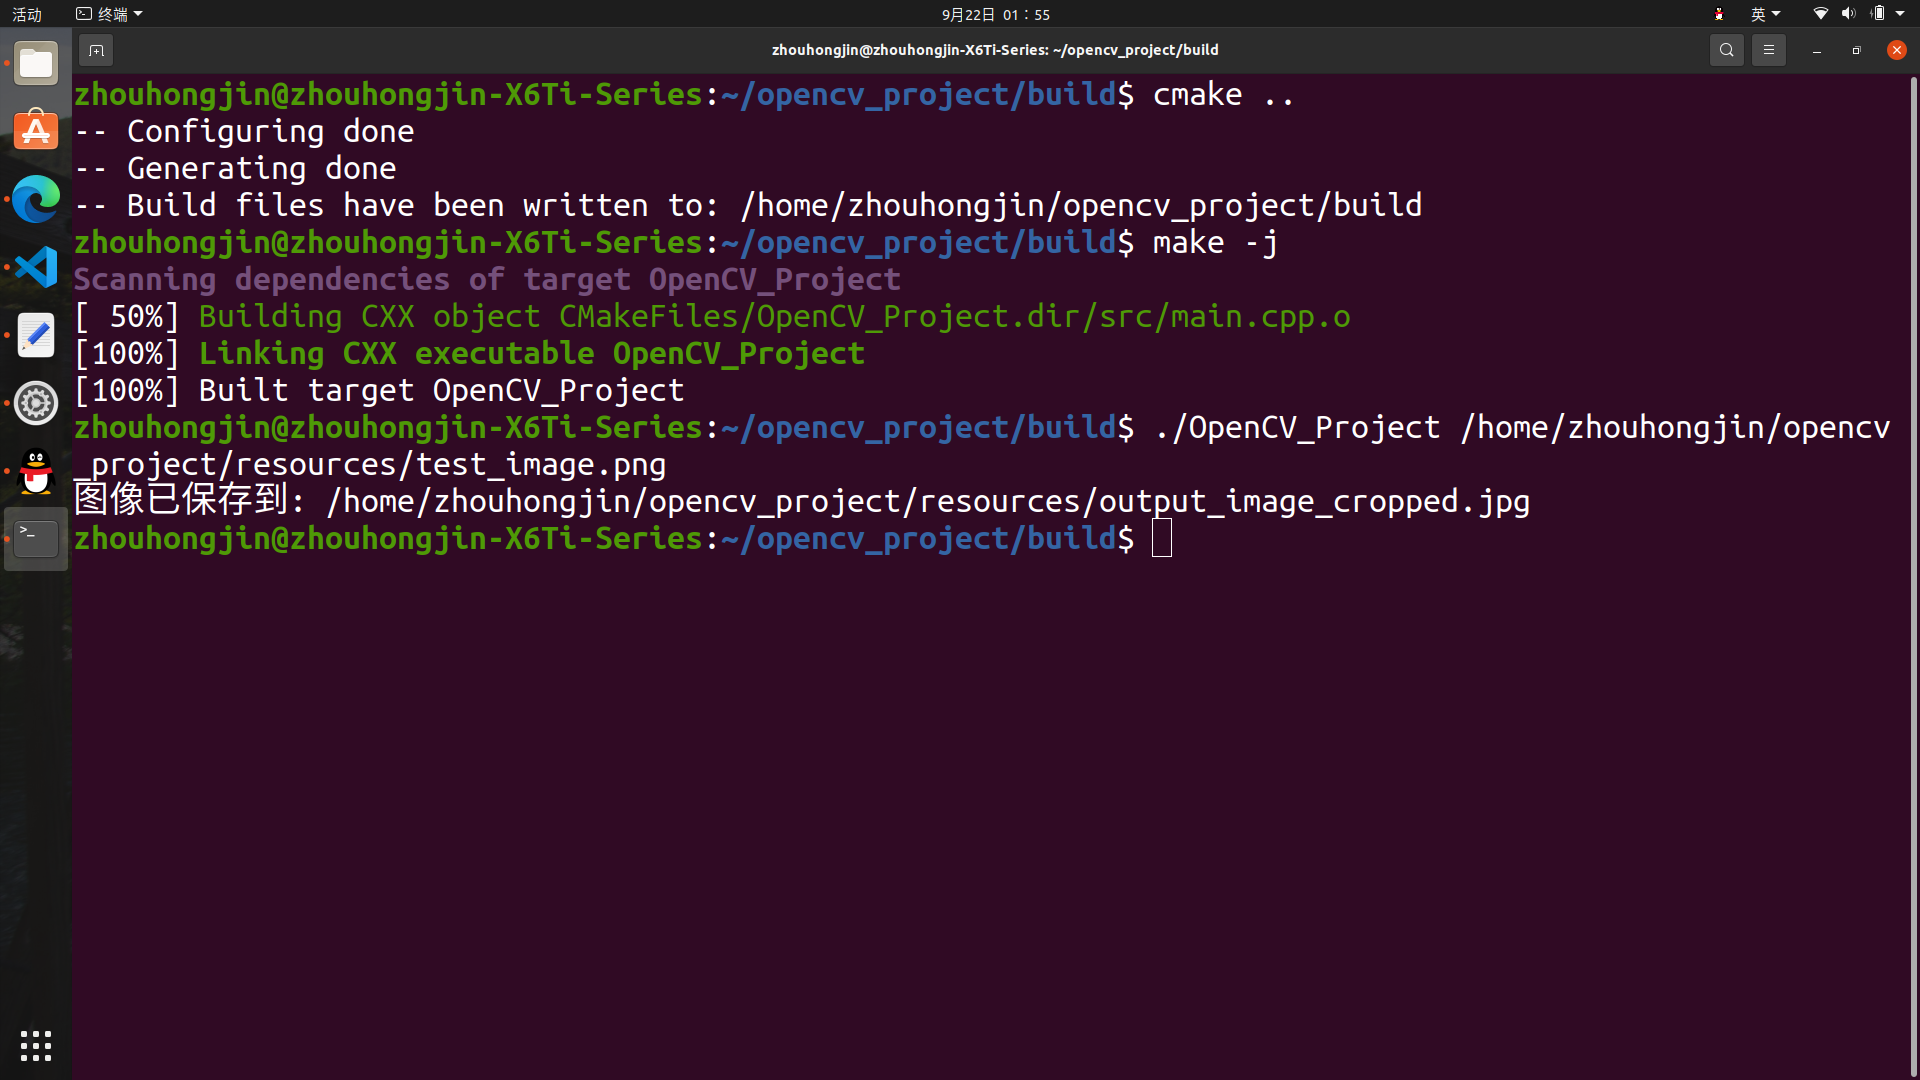 活动 终端 9月22日 01：55 英
zhouhongjin@zhouhongjin-X6Ti-Series: ~/opencv_project/build
zhouhongjin@zhouhongjin-X6Ti-Series:~/opencv_project/build$ cmake ..
-- Configuring done
-- Generating done
-- Build files have been written to: /home/zhouhongjin/opencv_project/build
zhouhongjin@zhouhongjin-X6Ti-Series:~/opencv_project/build$ make -j
Scanning dependencies of target OpenCV_Project
[ 50%] Building CXX object CMakeFiles/OpenCV_Project.dir/src/main.cpp.o
[100%] Linking CXX executable OpenCV_Project
[100%] Built target OpenCV_Project
zhouhongjin@zhouhongjin-X6Ti-Series:~/opencv_project/build$ ./OpenCV_Project /home/zhouhongjin/opencv
_project/resources/test_image.png
图像已保存到: /home/zhouhongjin/opencv_project/resources/output_image_cropped.jpg
zhouhongjin@zhouhongjin-X6Ti-Series:~/opencv_project/build$